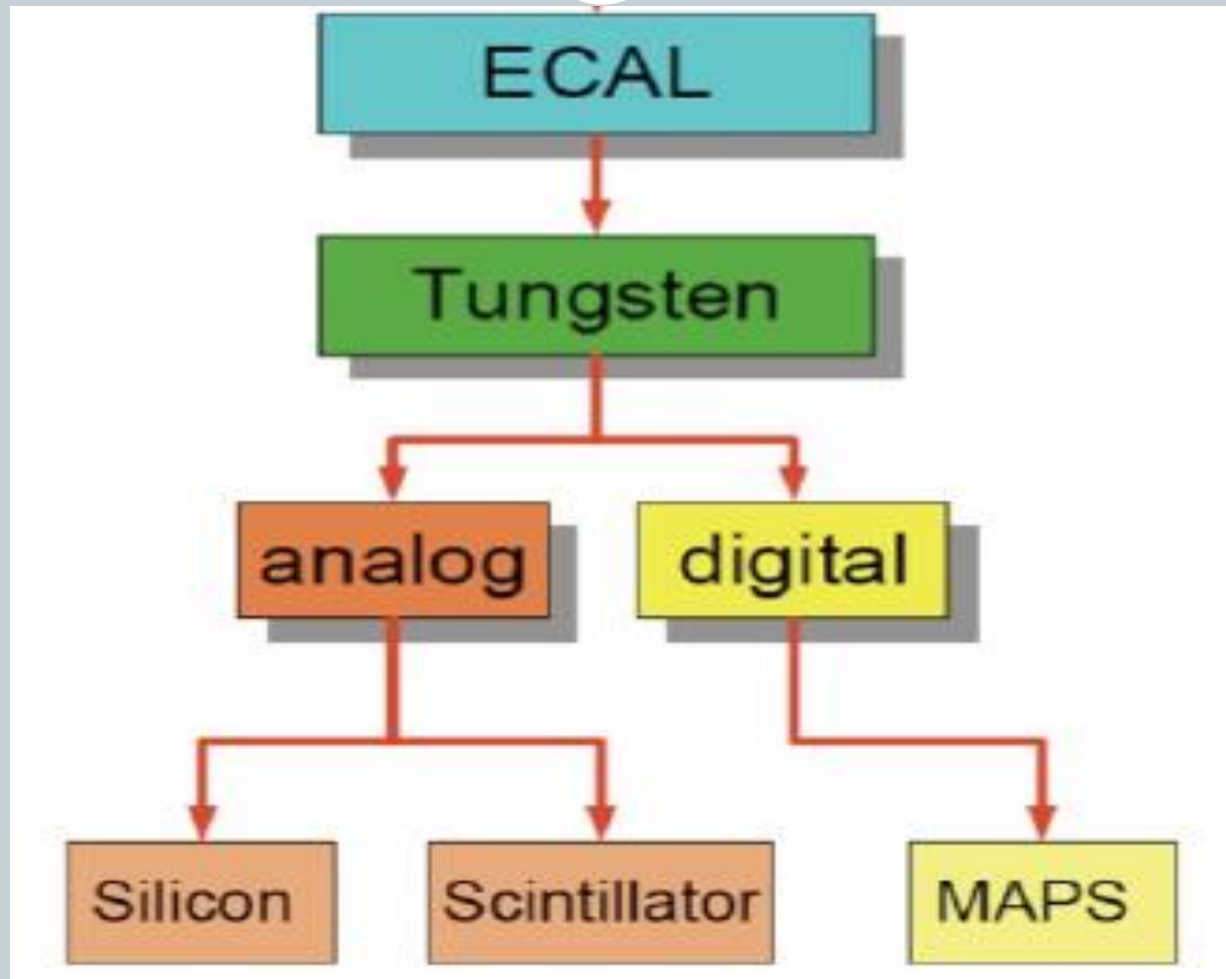 ECAL
Tungsten
analog
digital
Silicon
Scintillator
MAPS